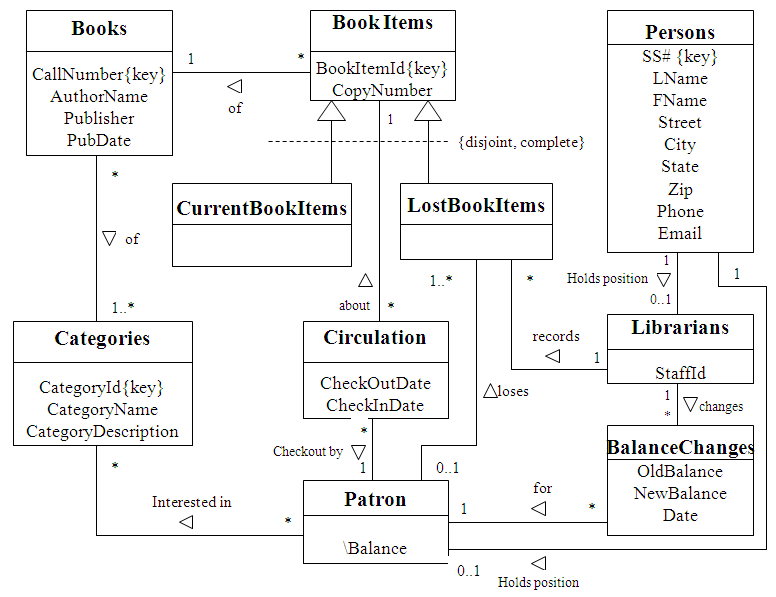 Books
CallNumber{key}
AuthorName
Publisher
PubDate
1
*
of
Book Items
BookItemId{key}
CopyNumber
1
{disjoint, complete}
Persons
SS# {key}
LName
FName
Street
City
State
Zip
Phone
Email
*
of
1..*
CurrentBookItems
LostBookItems
about
*
1..*
*
1
Holds position
0..1
1
Categories
CategoryId{key}
CategoryName
CategoryDescription
*
Circulation
CheckOutDate
CheckInDate
*
Checkout by
1
loses
0..1
records
1
Librarians
StaffId
1
changes
*
BalanceChanges
OldBalance
NewBalance
Date
Interested in
*
Patron
\Balance
1
for
*
0..1
Holds position